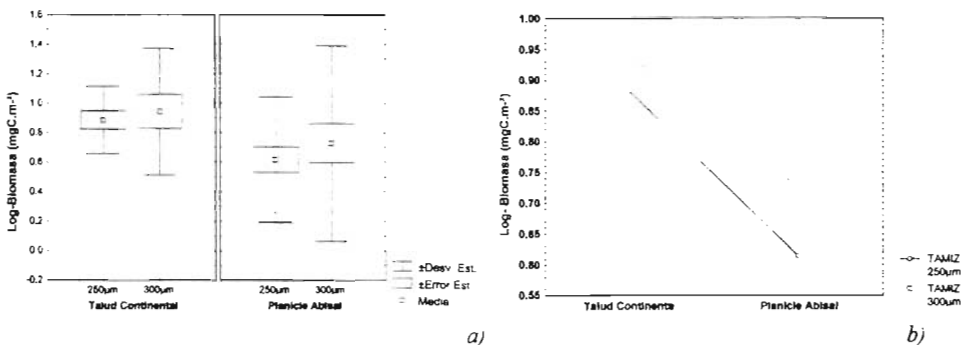 Log-Biomasa (mgC.m-²)
1.6
1.4
1.2
1.0
0.8
0.6
0.4
0.2
0.0
-0.2
250µm 300µm
Talud Continental
250µm 300µm
Planicie Abisal
±Desv Est.
±Error Est
Media
a)
Log- Biomasa (mgC.m-²)
1.00
0.95
0.90
0.85
0.80
0.75
0.70
0.65
0.60
0.55
Talud Continenta
Planicie Abisal
TAMIZ
250µm
TAMIZ
300µm
b)